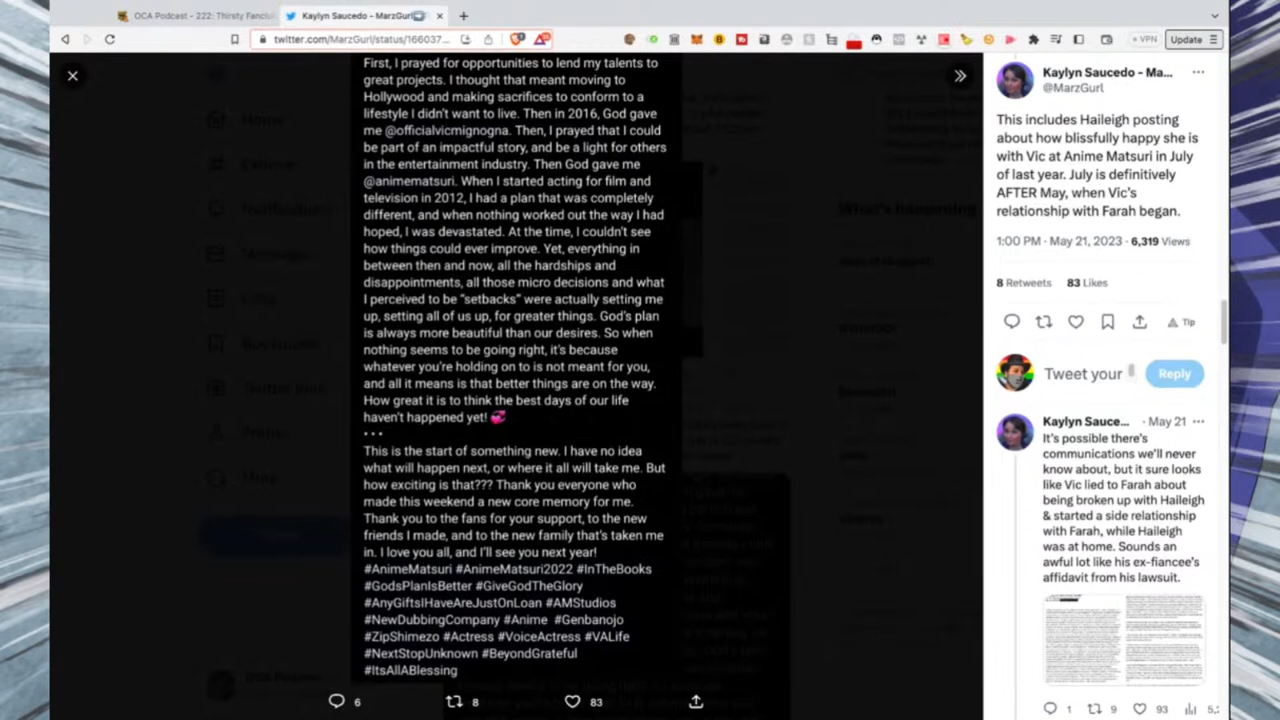 OCA Podcast - 222: Thirsty Fanclu
Kaylyn Saucedo - MarzGurl
twitter.com/MarzGurl/status/166037...
VPN
Update
First, I prayed for opportunities to lend my talents to
great projects. I thought that meant moving to
Hollywood and making sacrifices to conform to a
lifestyle I didn't want to live. Then in 2016, God gave
me @officialvicmignogna. Then, I prayed that I could
be part of an impactful story, and be a light for others
in the entertainment industry. Then God gave me
@animematsuri. When I started acting for film and
television in 2012, I had a plan that was completely
different, and when nothing worked out the way I had
hoped, I was devastated. At the time, I couldn't see
how things could ever improve. Yet, everything in
between then and now, all the hardships and
disappointments, all those micro decisions and what
I perceived to be "setbacks" were actually setting me
up, setting all of us up, for greater things. God's plan
is always more beautiful than our desires. So when
nothing seems to be going right, it's because
whatever you're holding on to is not meant for you,
and all it means is that better things are on the way.
How great it is to think the best days of our life
haven't happened yet! 💞
•••
This is the start of something new. I have no idea
what will happen next, or where it all will take me. But
how exciting is that??? Thank you everyone who
made this weekend a new core memory for me.
Thank you to the fans for your support, to the new
friends I made, and to the new family that's taken me
in. I love you all, and I'll see you next year!
#AnimeMatsuri #AnimeMatsuri2022 #InTheBooks
#GodsPlanIsBetter #GiveGodTheGlory
#AnyGiftsIHaveAreJustOnLoan #AMStudios
#NewDubbingStudio #Anime #Genbanojo
#ZipShimezo #Actress #VoiceActress #VALife
#NextStopJapan #BeyondGrateful
#ItsAllABlessing
6
8
83
Kaylyn Saucedo - Ma...
@MarzGurl
This includes Haileigh posting
about how blissfully happy she is
with Vic at Anime Matsuri in July
of last year. July is definitively
AFTER May, when Vic's
relationship with Farah began.
1:00 PM · May 21, 2023 · 6,319 Views
8 Retweets 83 Likes
Tip
Tweet your
Reply
Kaylyn Sauce... · May 21
It's possible there's
communications we'll never
know about, but it sure looks
like Vic lied to Farah about
being broken up with Haileigh
& started a side relationship
with Farah, while Haileigh
was at home. Sounds an
awful lot like his ex-fiancee's
affidavit from his lawsuit.
1
9
93
Home
What's happening